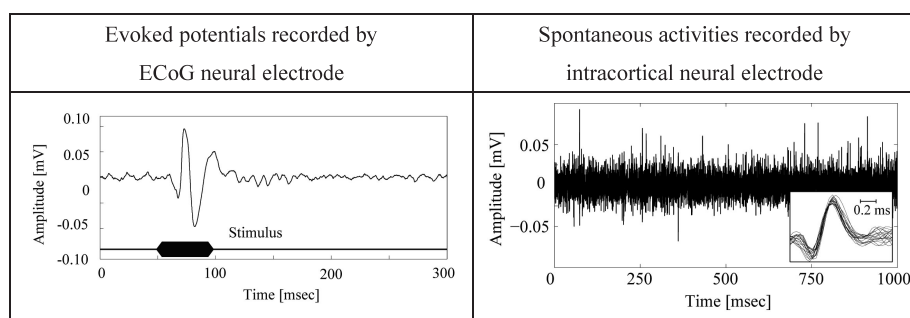 Evoked potentials recorded by
ECoG neural electrode
Spontaneous activities recorded by
intracortical neural electrode
Amplitude [mV]
0.10
0.05
0
-0.05
-0.10
Stimulus
0 100 200 300
Time [msec]
Amplitude [mV]
0.05
0
−0.05
0.2 ms
0 250 500 750 1000
Time [msec]